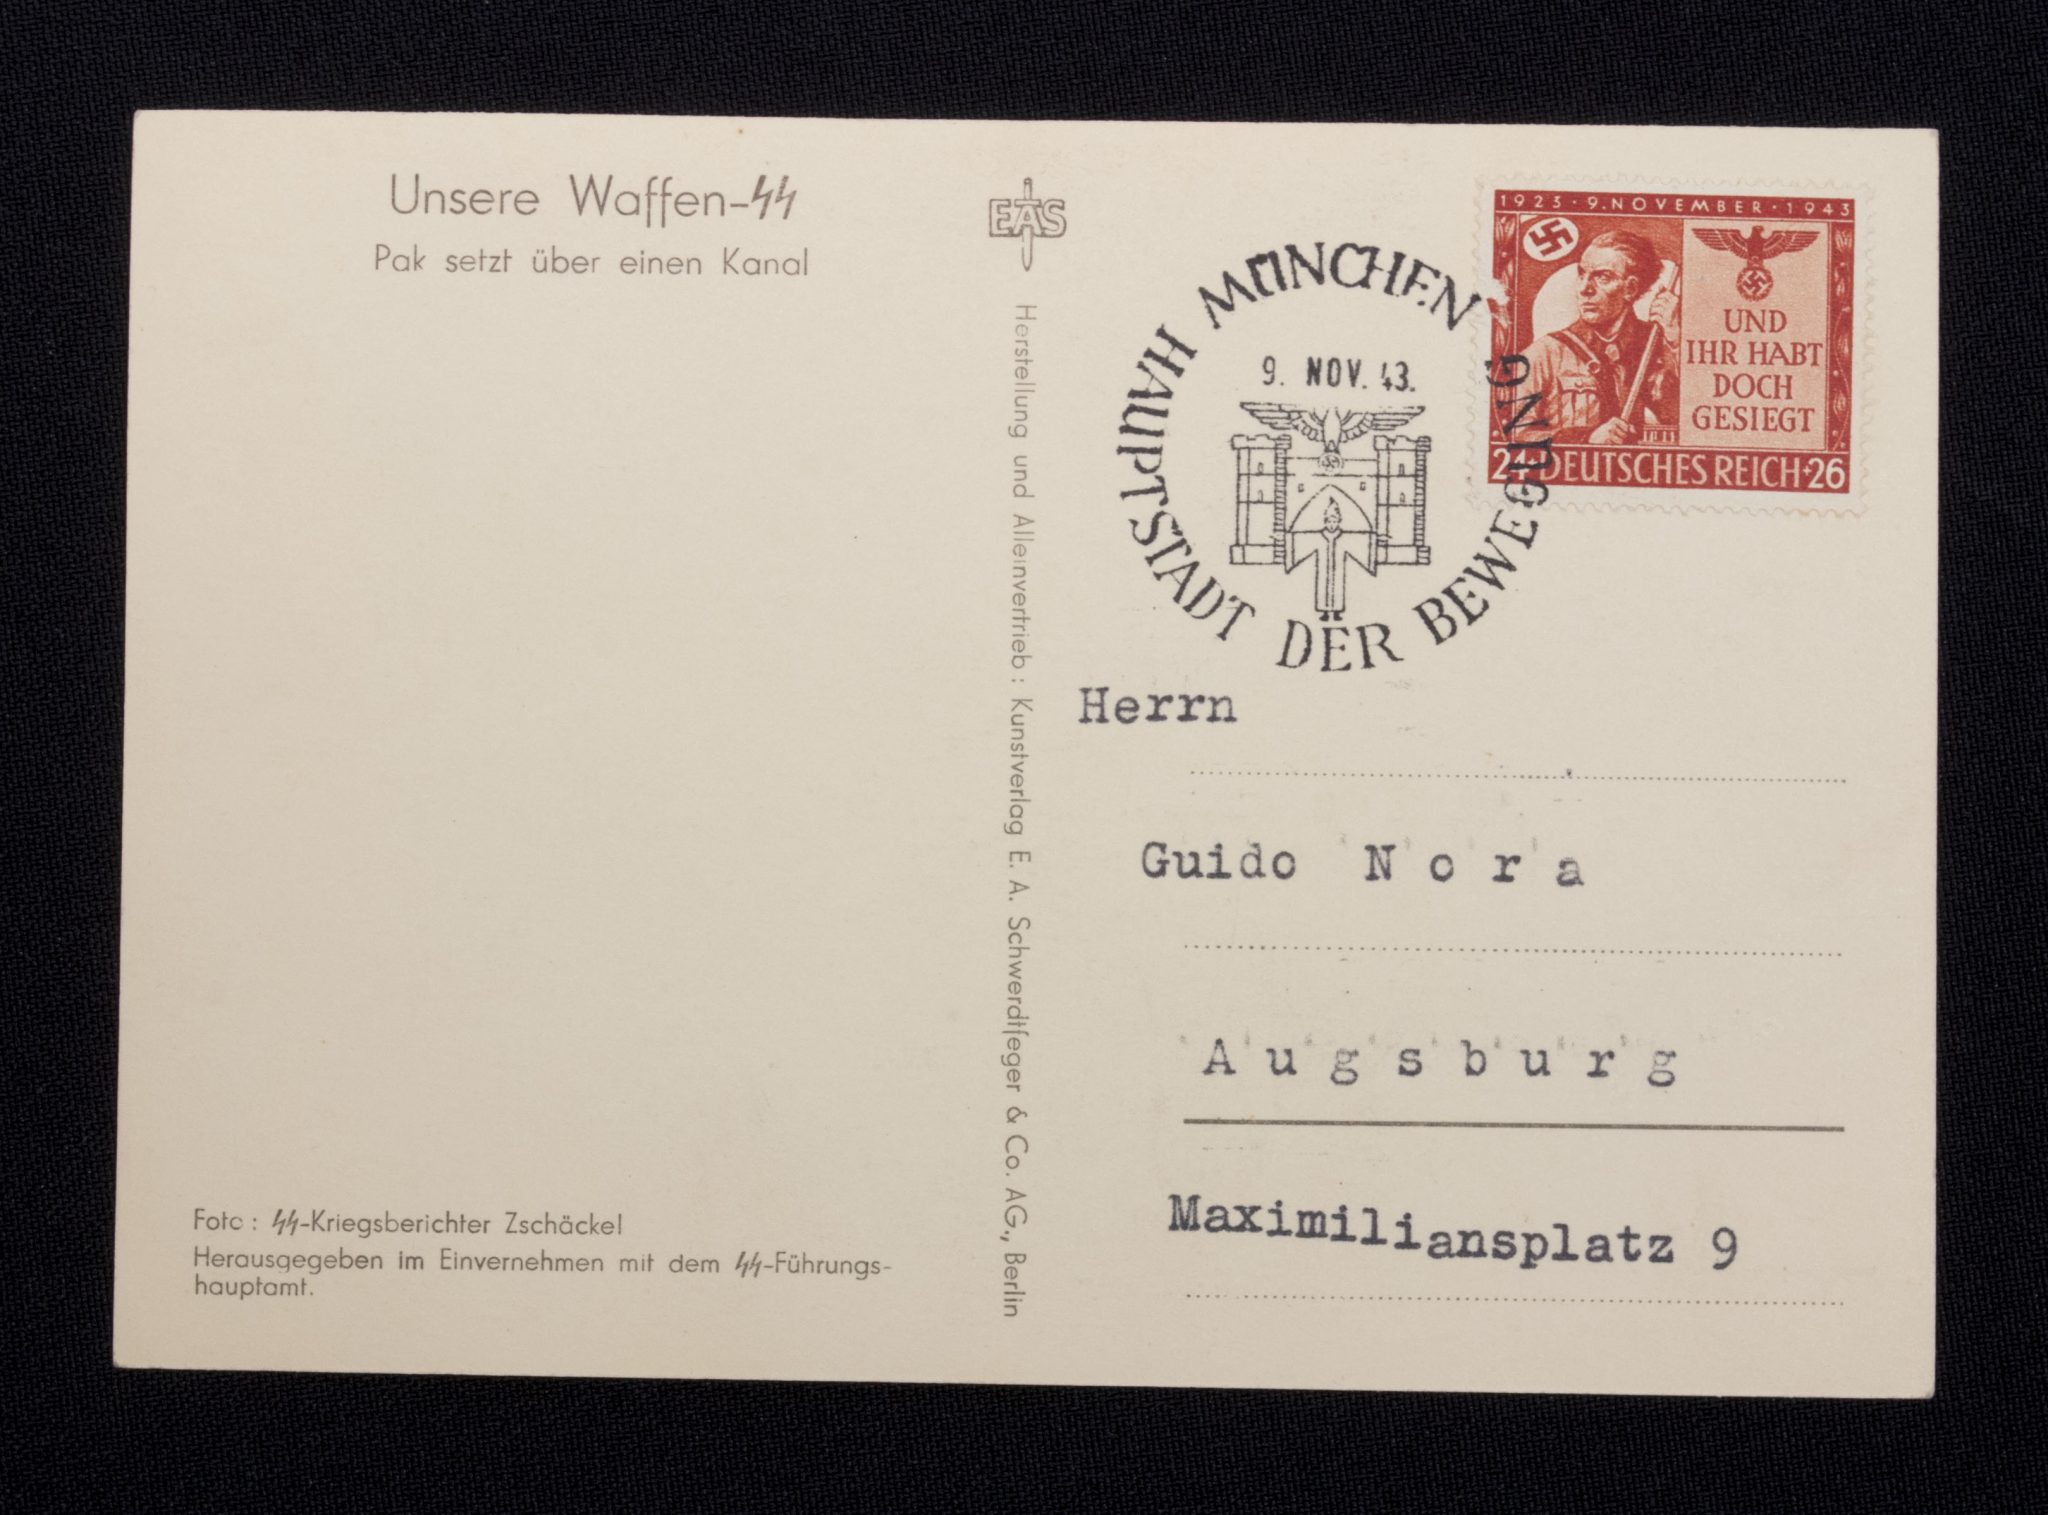 Unsere Waffen-SS
Pak setzt über einen Kanal
Foto: SS-Kriegsberichter Zschäckel
Herausgegeben im Einvernehmen mit dem SS-Führungs-
hauptamt.
EAS
Herstellung und Alleinvertrieb: Kunstverlag E. A. Schwerdtfeger & Co. AG., Berlin
MÜNCHEN
HAUPTSTADT DER BEWEGUNG
9. NOV. 43.
1923 · 9. NOVEMBER · 1943
UND
IHR HABT
DOCH
GESIEGT
24+DEUTSCHES REICH+26
Herrn
Guido Nora
Augsburg
Maximiliansplatz 9